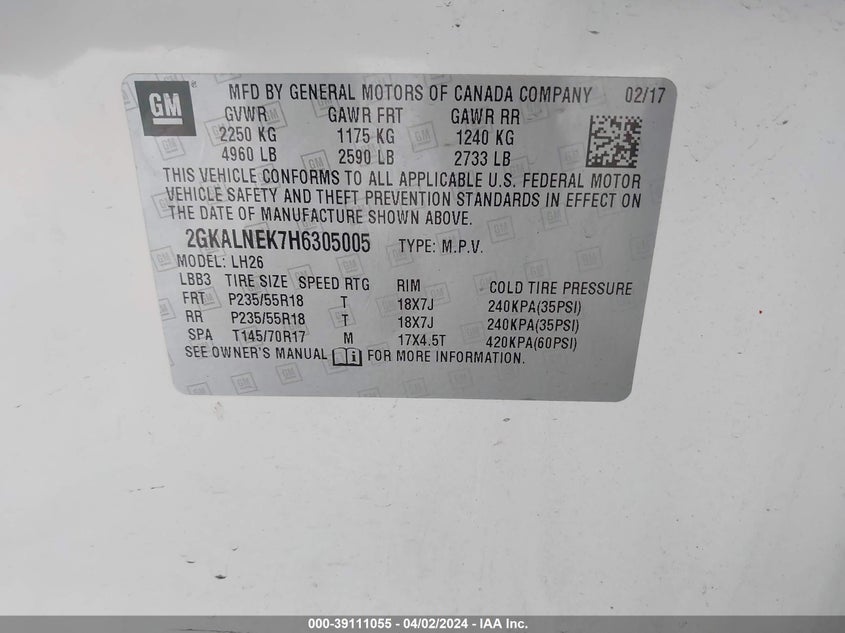 GM MFD BY GENERAL MOTORS OF CANADA COMPANY 02/17
GVWR GAWR FRT GAWR RR
2250 KG 1175 KG 1240 KG
4960 LB 2590 LB 2733 LB
THIS VEHICLE CONFORMS TO ALL APPLICABLE U.S. FEDERAL MOTOR
VEHICLE SAFETY AND THEFT PREVENTION STANDARDS IN EFFECT ON
THE DATE OF MANUFACTURE SHOWN ABOVE.
2GKALNEK7H6305005 TYPE: M.P.V.
MODEL: LH26
LBB3 TIRE SIZE SPEED RTG RIM COLD TIRE PRESSURE
FRT P235/55R18 T 18X7J 240KPA(35PSI)
RR P235/55R18 T 18X7J 240KPA(35PSI)
SPA T145/70R17 M 17X4.5T 420KPA(60PSI)
SEE OWNER'S MANUAL i FOR MORE INFORMATION.
000-39111055 - 04/02/2024 - IAA Inc.